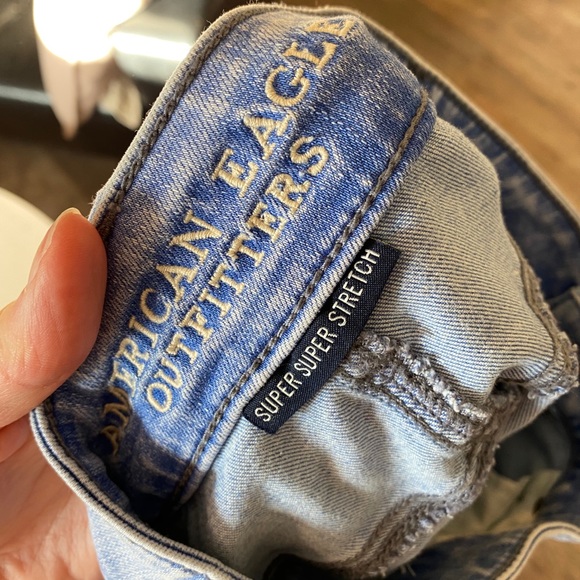 AMERICAN EAGLE
OUTFITTERS
SUPER SUPER STRETCH